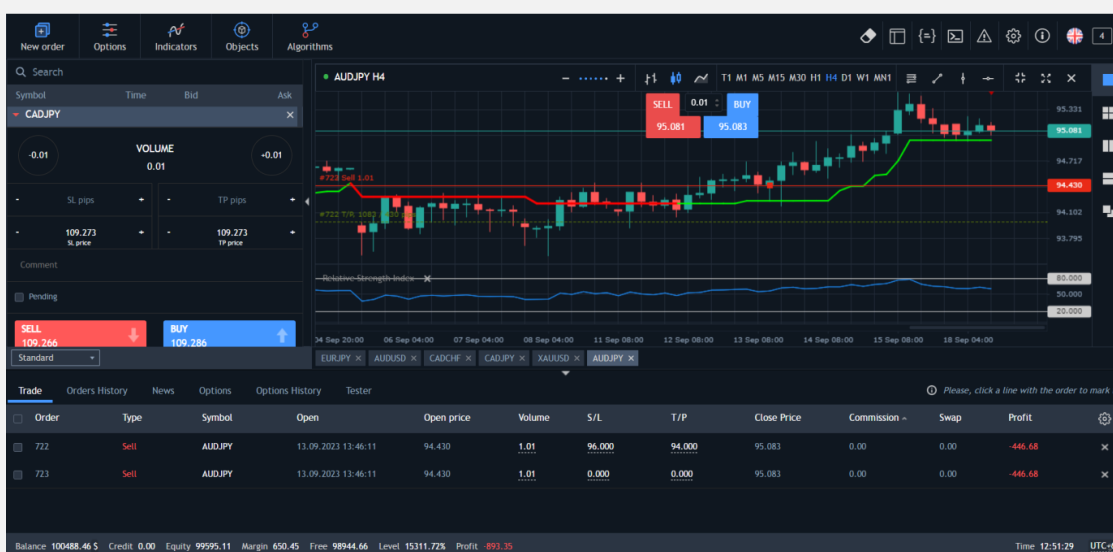 New order Options Indicators Objects Algorithms
4
Search
Symbol Time Bid Ask
CADJPY
-0.01 VOLUME +0.01
0.01
- SL pips + - TP pips +
- 109.273 + - 109.273 +
SL price TP price
Comment
Pending
SELL BUY
109.266 109.286
Standard
AUDJPY H4
T1 M1 M5 M15 M30 H1 H4 D1 W1 MN1
SELL 0.01 BUY
95.081 95.083
95.331
95.081
94.717
94.430
94.102
93.795
#722 Sell 1.01
Relative Strength Index
80.000
50.000
20.000
04 Sep 20:00 06 Sep 04:00 07 Sep 04:00 08 Sep 04:00 11 Sep 08:00 12 Sep 08:00 13 Sep 08:00 14 Sep 08:00 15 Sep 08:00 18 Sep 04:00
EURJPY AUDUSD CADCHF CADJPY XAUUSD AUDJPY
Trade Orders History News Options Options History Tester
Please, click a line with the order to mark
Order Type Symbol Open Open price Volume S/L T/P Close Price Commission Swap Profit
722 Sell AUDJPY 13.09.2023 13:46:11 94.430 1.01 96.000 94.000 95.083 0.00 0.00 -446.68
723 Sell AUDJPY 13.09.2023 13:46:11 94.430 1.01 0.000 0.000 95.083 0.00 0.00 -446.68
Balance 100488.46 $ Credit 0.00 Equity 99595.11 Margin 650.45 Free 98944.66 Level 15311.72% Profit -893.35
Time 12:51:29 UTC